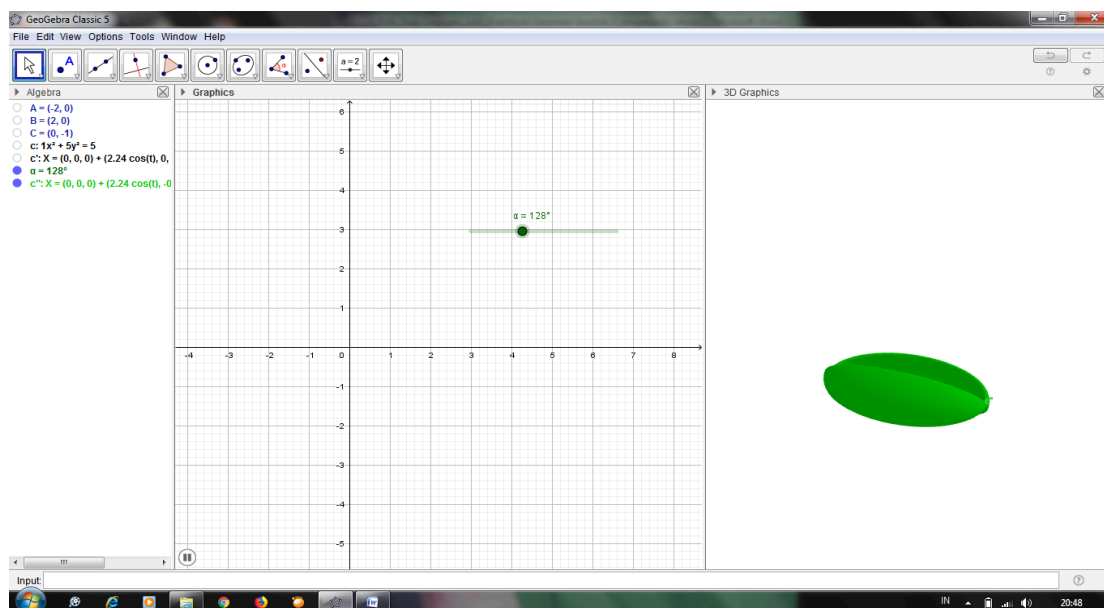 GeoGebra Classic 5
File Edit View Options Tools Window Help
A
a = 2
Algebra
Graphics
3D Graphics
A = (-2, 0)
B = (2, 0)
C = (0, -1)
c: 1x² + 5y² = 5
c': X = (0, 0, 0) + (2.24 cos(t), 0,
α = 128°
c'': X = (0, 0, 0) + (2.24 cos(t), -0
α = 128°
6
5
4
3
2
1
-4 -3 -2 -1 0 1 2 3 4 5 6 7 8
-1
-2
-3
-4
-5
Input:
IN 20:48